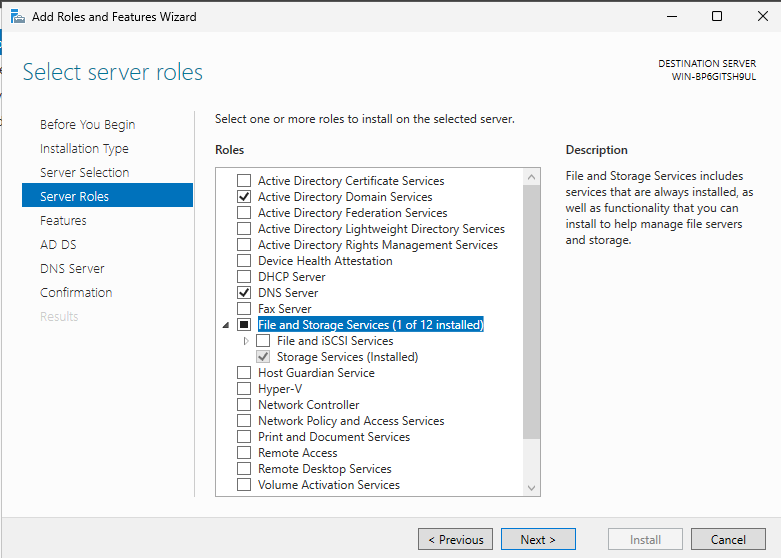 Add Roles and Features Wizard
Select server roles
DESTINATION SERVER
WIN-BP6GITSH9UL
Before You Begin
Installation Type
Server Selection
Server Roles
Features
AD DS
DNS Server
Confirmation
Results
Select one or more roles to install on the selected server.
Roles
Active Directory Certificate Services
Active Directory Domain Services
Active Directory Federation Services
Active Directory Lightweight Directory Services
Active Directory Rights Management Services
Device Health Attestation
DHCP Server
DNS Server
Fax Server
File and Storage Services (1 of 12 installed)
File and iSCSI Services
Storage Services (Installed)
Host Guardian Service
Hyper-V
Network Controller
Network Policy and Access Services
Print and Document Services
Remote Access
Remote Desktop Services
Volume Activation Services
Description
File and Storage Services includes
services that are always installed, as
well as functionality that you can
install to help manage file servers
and storage.
< Previous
Next >
Install
Cancel